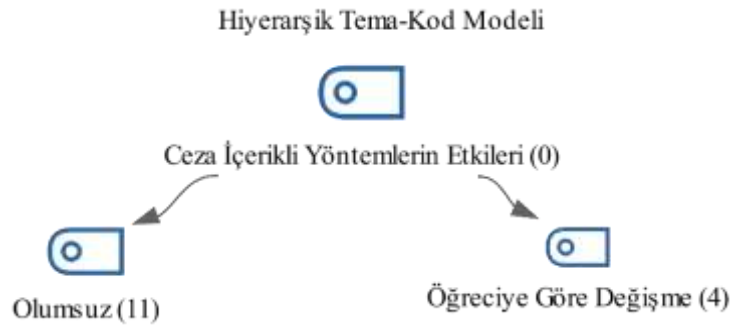 Hiyerarşik Tema-Kod Modeli
Ceza İçerikli Yöntemlerin Etkileri (0)
Olumsuz (11)
Öğreciye Göre Değişme (4)